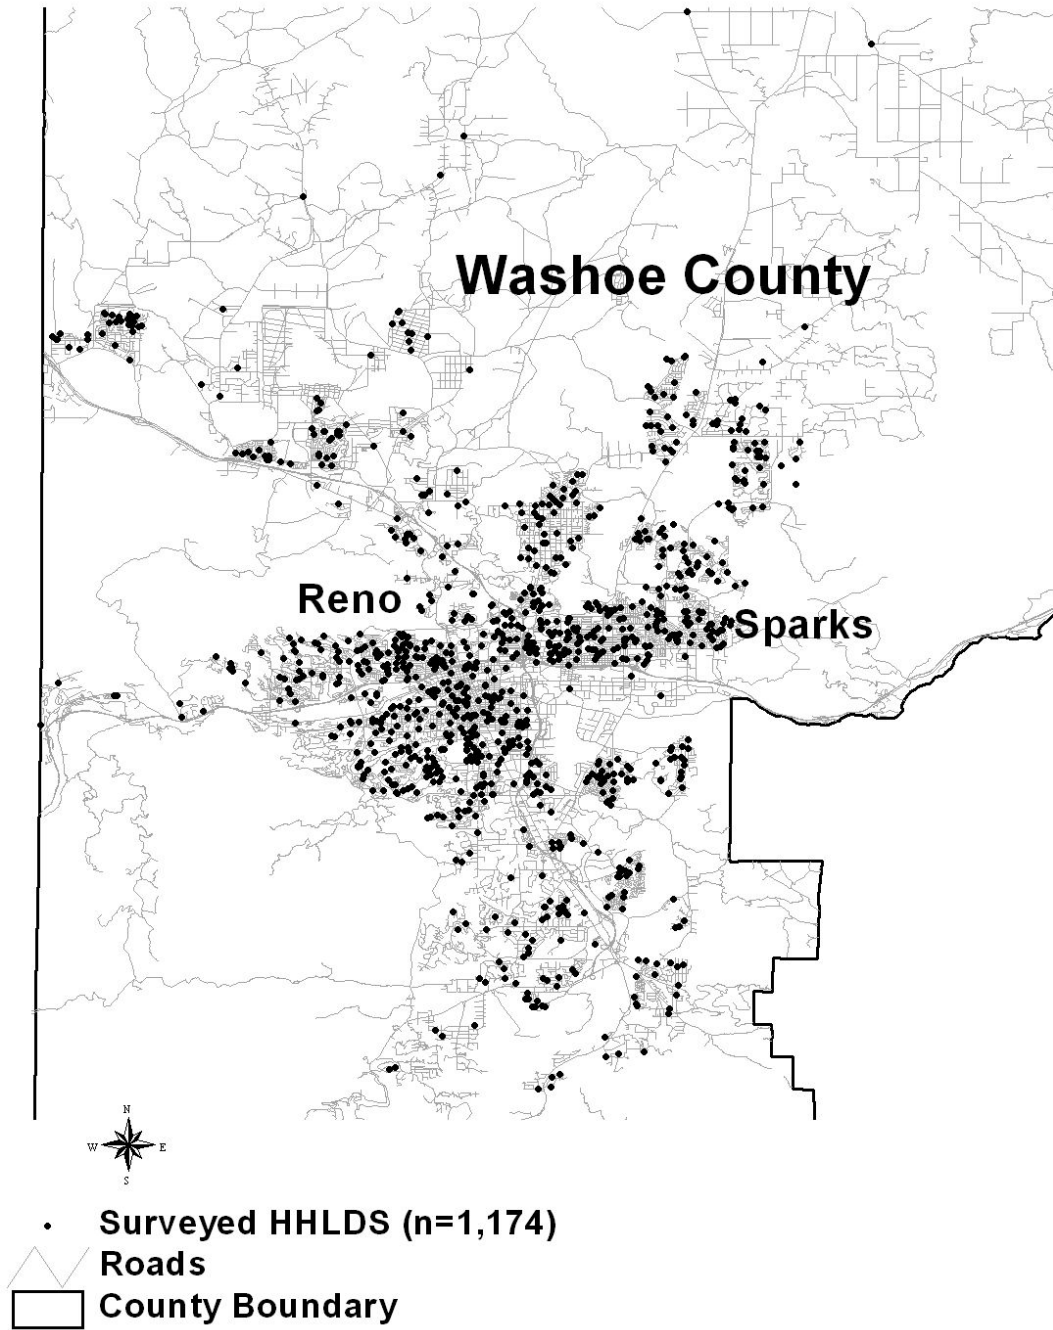 Washoe County
Reno
Sparks
N
W E
S
Surveyed HHLDS (n=1,174)
Roads
County Boundary